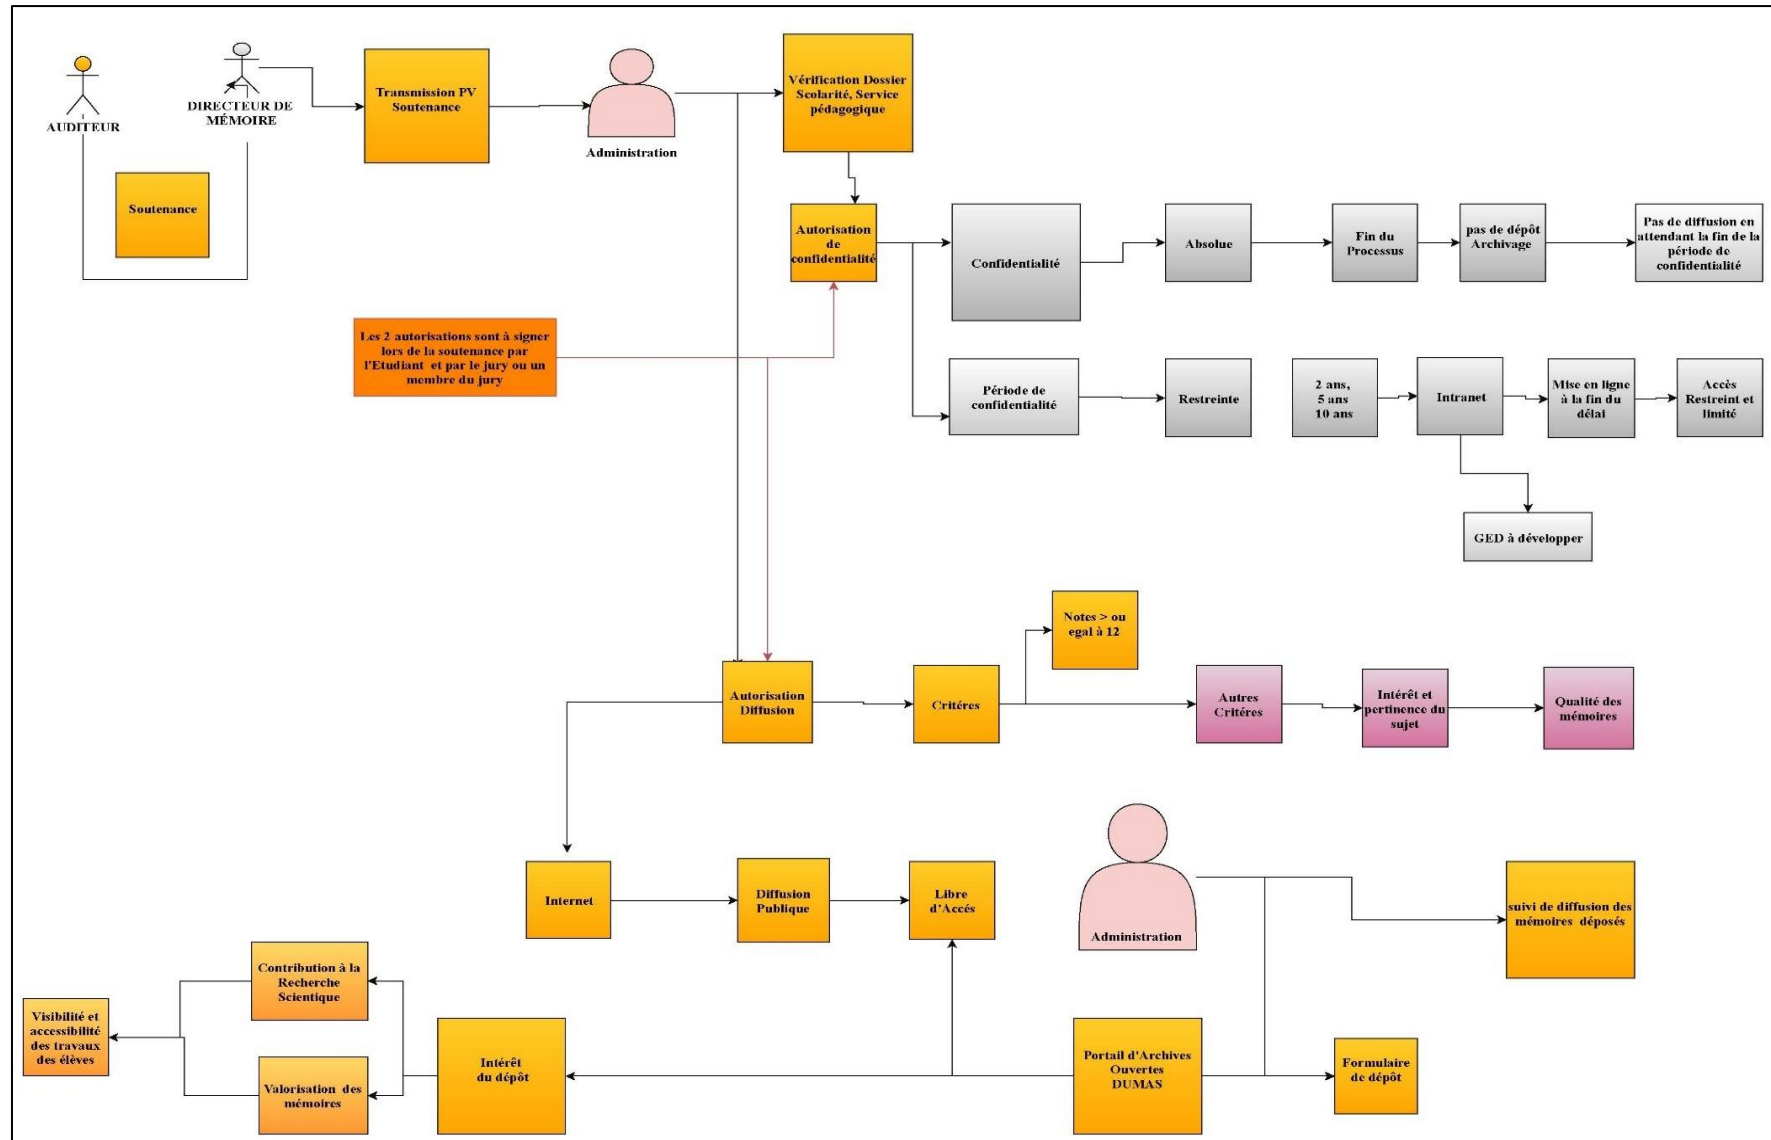 AUDITEUR
DIRECTEUR DE
MÉMOIRE
Soutenance
Transmission PV
Soutenance
Administration
Vérification Dossier
Scolarité, Service
pédagogique
Autorisation
de
confidentialité
Confidentialité
Absolue
Fin du
Processus
pas de dépôt
Archivage
Pas de diffusion en
attendant la fin de la
période de
confidentialité
Les 2 autorisations sont à signer
lors de la soutenance par
l'Etudiant et par le jury ou un
membre du jury
Période de
confidentialité
Restreinte
2 ans,
5 ans
10 ans
Intranet
Mise en ligne
à la fin du
délai
Accès
Restreint et
limité
GED à développer
Notes > ou
egal à 12
Autorisation
Diffusion
Critéres
Autres
Critéres
Intérêt et
pertinence du
sujet
Qualité des
mémoires
Internet
Diffusion
Publique
Libre
d'Accés
Administration
suivi de diffusion des
mémoires déposés
Contribution à la
Recherche
Scientique
Visibilité et
accessibilité
des travaux
des élèves
Valorisation des
mémoires
Intérêt
du dépôt
Portail d'Archives
Ouvertes
DUMAS
Formulaire
de dépôt